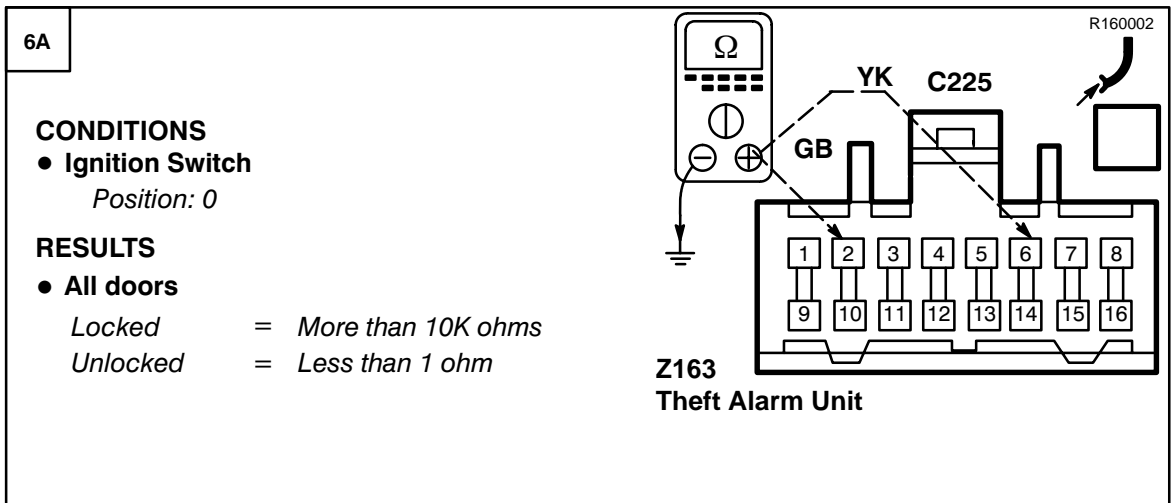 6A
CONDITIONS
● Ignition Switch
Position: 0
RESULTS
● All doors
Locked = More than 10K ohms
Unlocked = Less than 1 ohm
R160002
Ω
YK C225
GB
1 2 3 4 5 6 7 8
9 10 11 12 13 14 15 16
Z163
Theft Alarm Unit